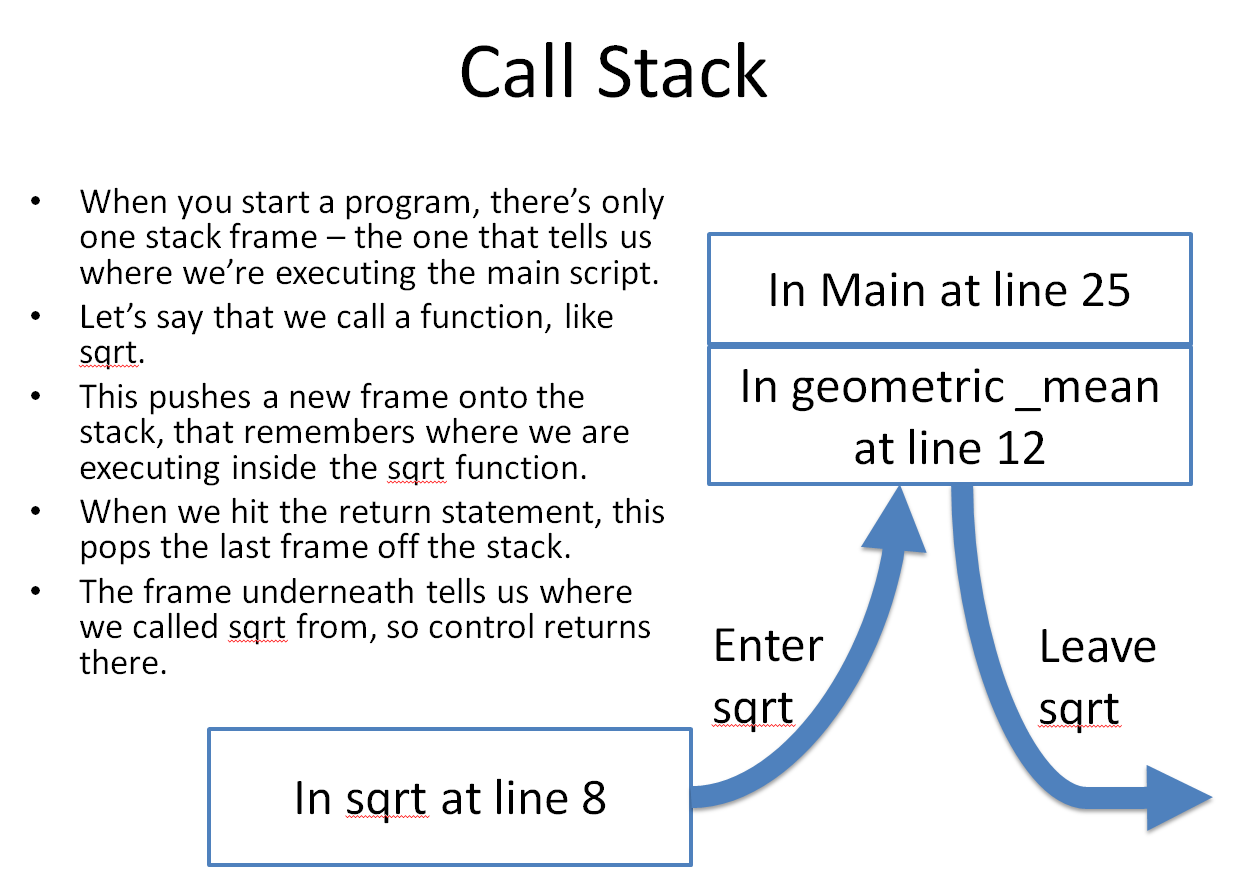 Call Stack
• When you start a program, there’s only
one stack frame – the one that tells us
where we’re executing the main script.
• Let’s say that we call a function, like
sqrt.
• This pushes a new frame onto the
stack, that remembers where we are
executing inside the sqrt function.
• When we hit the return statement, this
pops the last frame off the stack.
• The frame underneath tells us where
we called sqrt from, so control returns
there.
In Main at line 25
In geometric _mean
at line 12
Enter
sqrt
Leave
sqrt
In sqrt at line 8